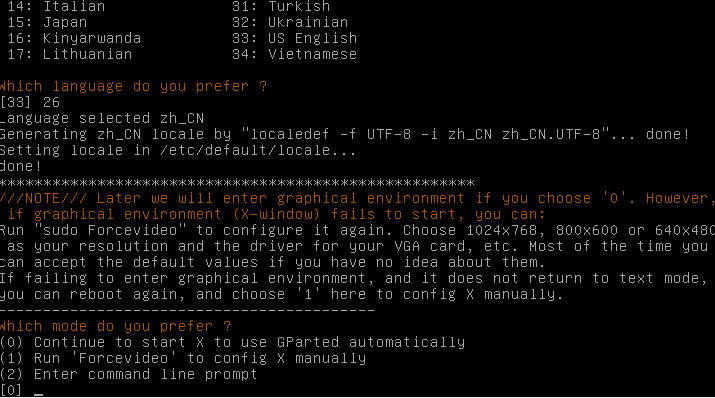 14: Italian 31: Turkish
15: Japan 32: Ukrainian
16: Kinyarwanda 33: US English
17: Lithuanian 34: Vietnamese
Which language do you prefer ?
[33] 26
Language selected zh_CN
Generating zh_CN locale by "localedef -f UTF-8 -i zh_CN zh_CN.UTF-8"... done!
Setting locale in /etc/default/locale...
done!
******************************************************
///NOTE/// Later we will enter graphical environment if you choose '0'. However,
if graphical environment (X-window) fails to start, you can:
Run "sudo Forcevideo" to configure it again. Choose 1024x768, 800x600 or 640x480
as your resolution and the driver for your VGA card, etc. Most of the time you
can accept the default values if you have no idea about them.
If failing to enter graphical environment, and it does not return to text mode,
you can reboot again, and choose '1' here to config X manually.
-------------------------------------------
Which mode do you prefer ?
(0) Continue to start X to use GParted automatically
(1) Run 'Forcevideo' to config X manually
(2) Enter command line prompt
[0] _